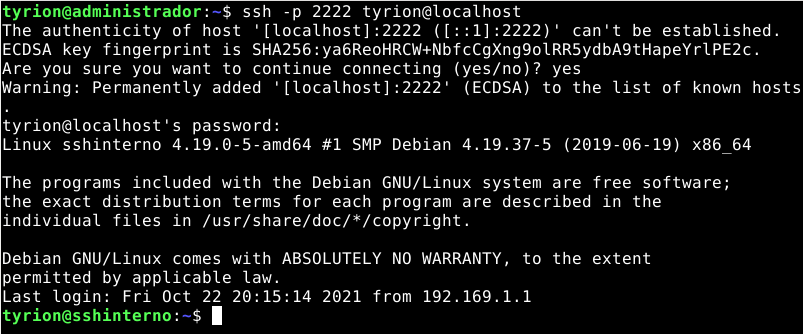 tyrion@administrador:~$ ssh -p 2222 tyrion@localhost
The authenticity of host '[localhost]:2222 ([::1]:2222)' can't be established.
ECDSA key fingerprint is SHA256:ya6ReoHRCW+NbfcCgXng9olRR5ydbA9tHapeYrlPE2c.
Are you sure you want to continue connecting (yes/no)? yes
Warning: Permanently added '[localhost]:2222' (ECDSA) to the list of known hosts
.
tyrion@localhost's password:
Linux sshinterno 4.19.0-5-amd64 #1 SMP Debian 4.19.37-5 (2019-06-19) x86_64
The programs included with the Debian GNU/Linux system are free software;
the exact distribution terms for each program are described in the
individual files in /usr/share/doc/*/copyright.
Debian GNU/Linux comes with ABSOLUTELY NO WARRANTY, to the extent
permitted by applicable law.
Last login: Fri Oct 22 20:15:14 2021 from 192.169.1.1
tyrion@sshinterno:~$